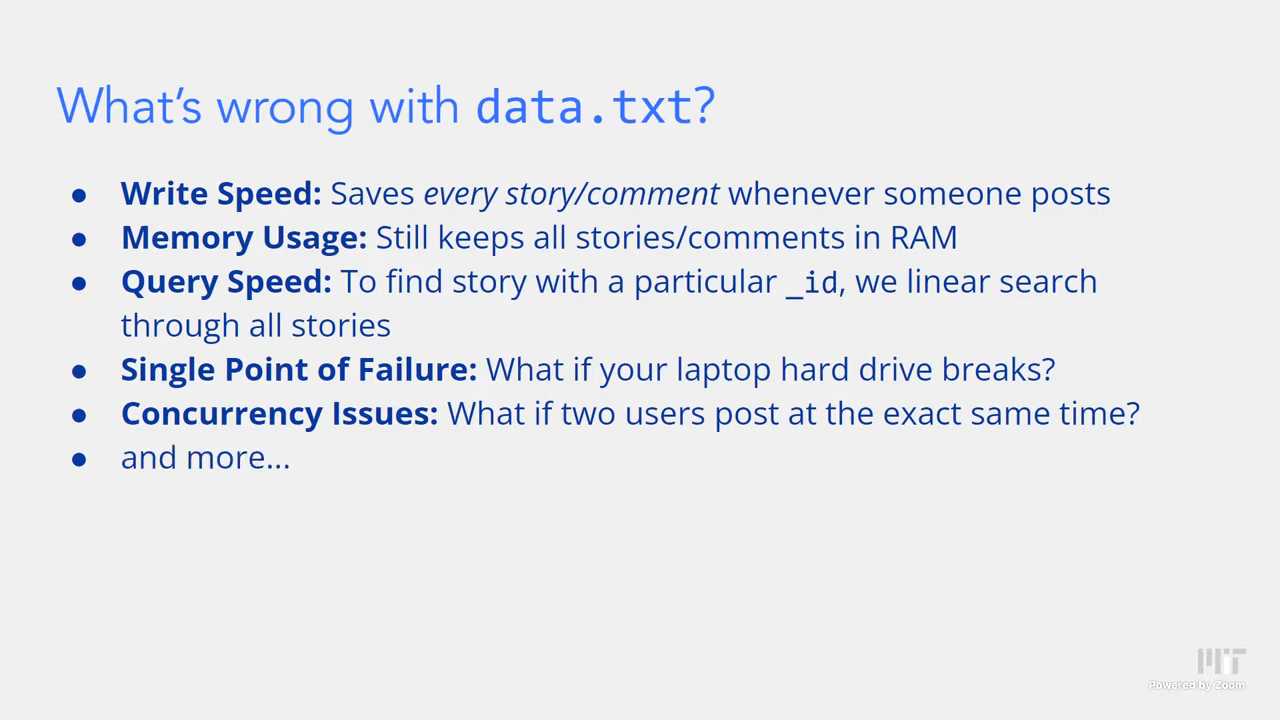 What's wrong with data.txt?
● Write Speed: Saves every story/comment whenever someone posts
● Memory Usage: Still keeps all stories/comments in RAM
● Query Speed: To find story with a particular _id, we linear search
through all stories
● Single Point of Failure: What if your laptop hard drive breaks?
● Concurrency Issues: What if two users post at the exact same time?
● and more...
MIT
Powered by Zoom